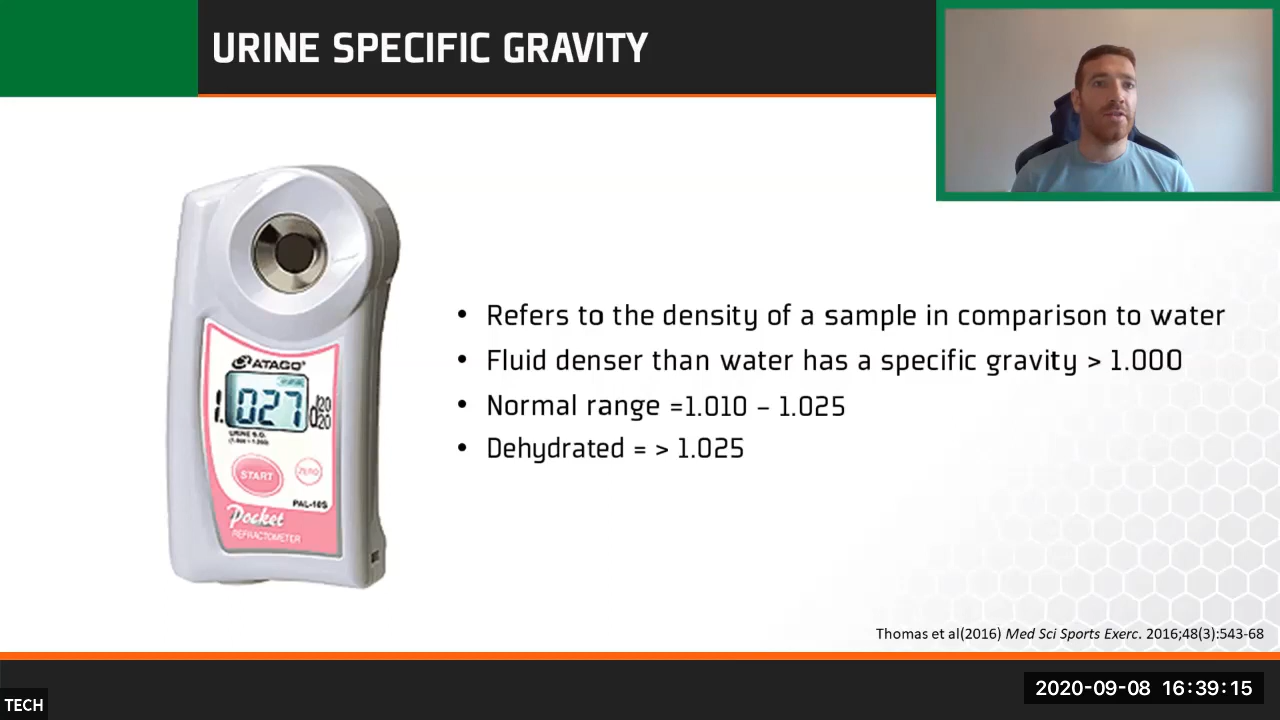 URINE SPECIFIC GRAVITY
ATAGO
1.027 d20
20
URINE S.G.
START
ZERO
PAL-10S
Pocket
REFRACTOMETER
• Refers to the density of a sample in comparison to water
• Fluid denser than water has a specific gravity > 1.000
• Normal range =1.010 – 1.025
• Dehydrated = > 1.025
Thomas et al(2016) Med Sci Sports Exerc. 2016;48(3):543-68
2020-09-08 16:39:15
TECH